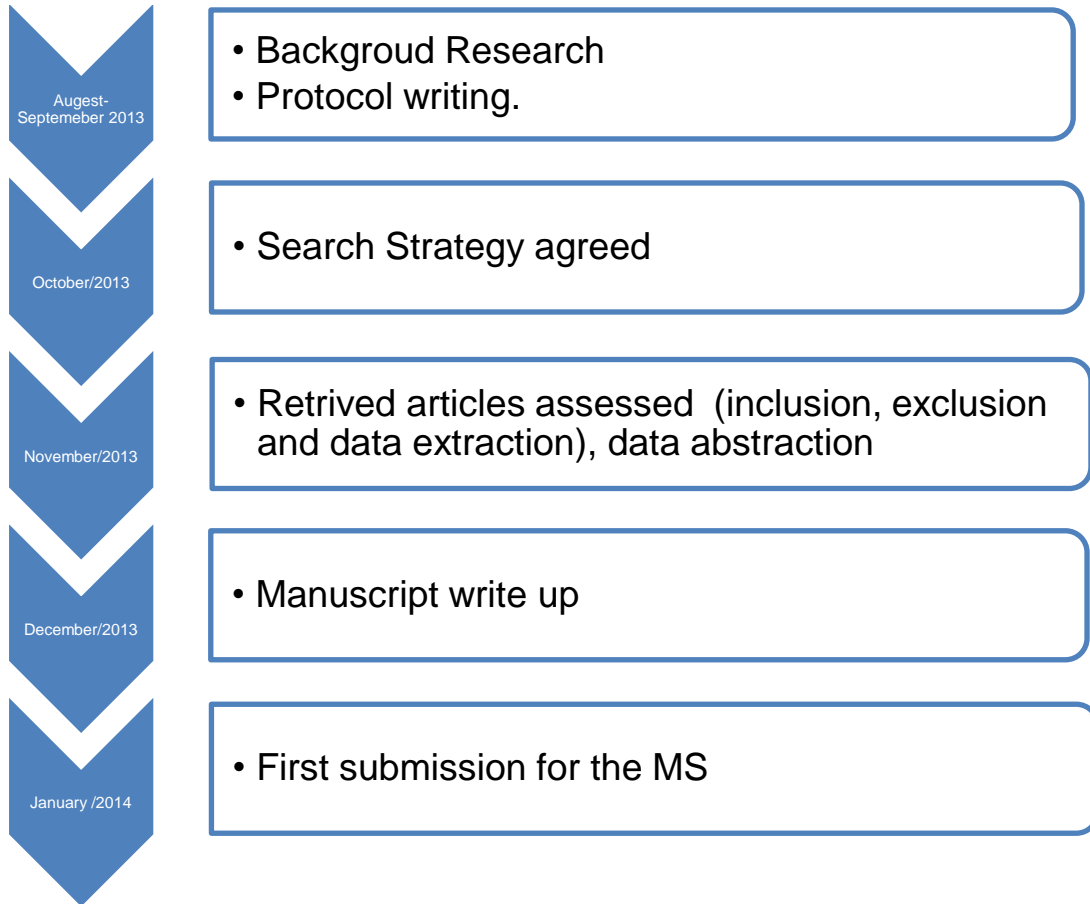 Augest-
Septemeber 2013
• Backgroud Research
• Protocol writing.
October/2013
• Search Strategy agreed
November/2013
• Retrived articles assessed  (inclusion, exclusion
and data extraction), data abstraction
December/2013
• Manuscript write up
January /2014
• First submission for the MS